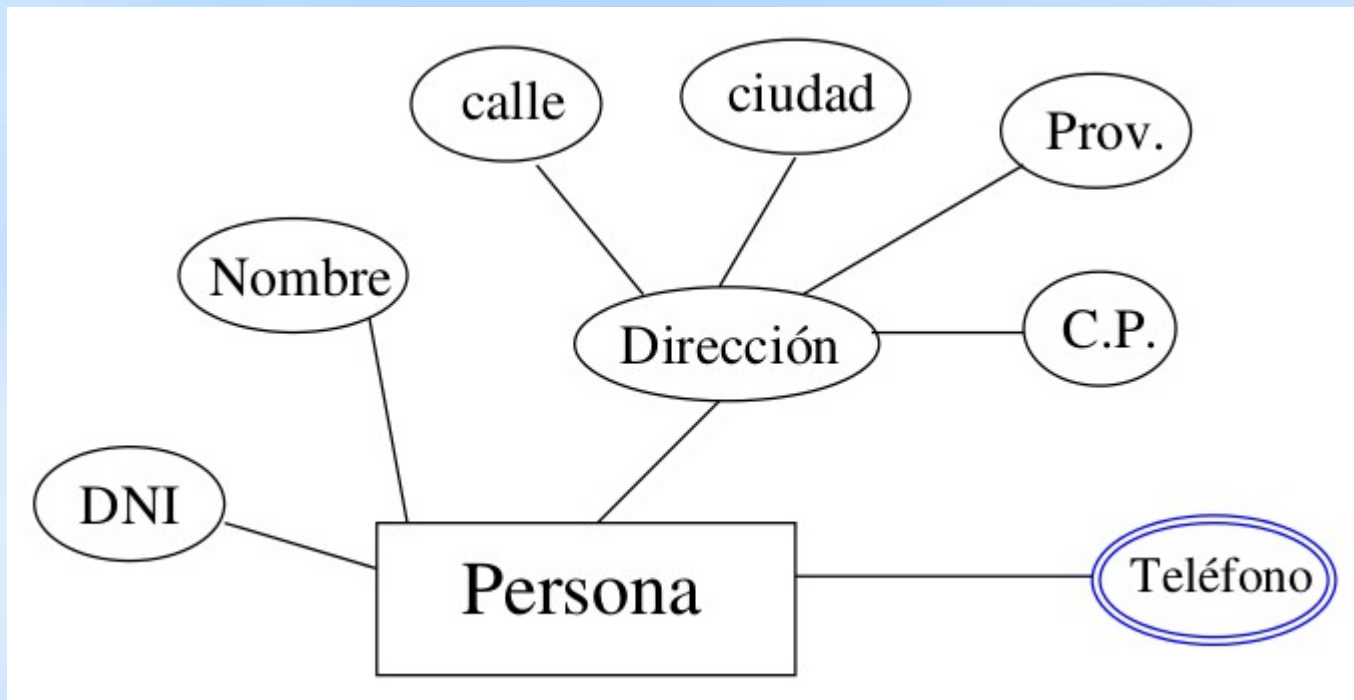 calle
ciudad
Prov.
Nombre
Dirección
C.P.
DNI
Persona
Teléfono